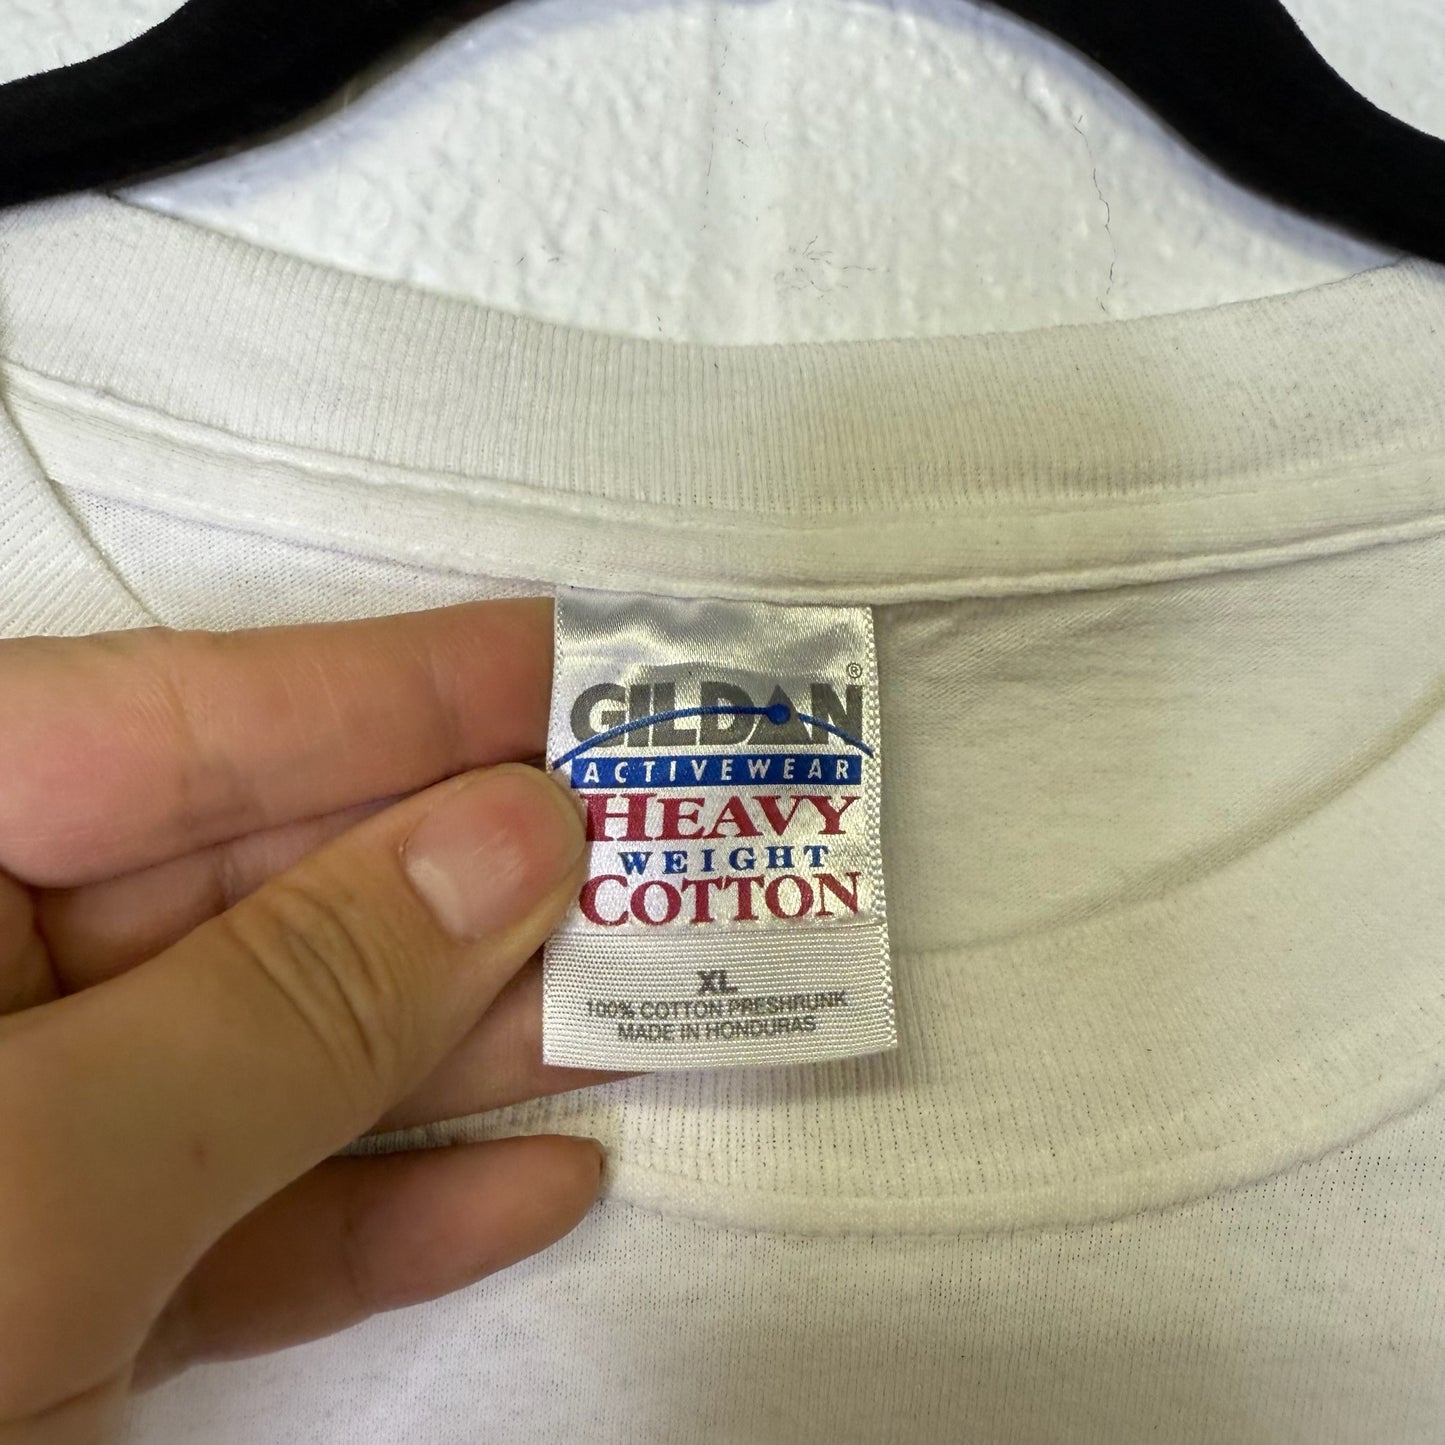 GILDAN®
ACTIVEWEAR
HEAVY
WEIGHT
COTTON
XL
100% COTTON PRESHRUNK
MADE IN HONDURAS